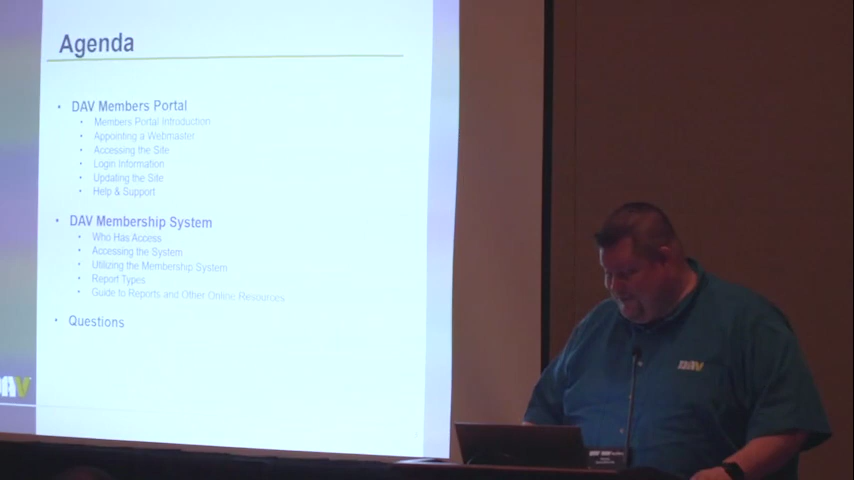 Agenda
• DAV Members Portal
• Members Portal Introduction
• Appointing a Webmaster
• Accessing the Site
• Login Information
• Updating the Site
• Help & Support
• DAV Membership System
• Who Has Access
• Accessing the System
• Utilizing the Membership System
• Report Types
• Guide to Reports and Other Online Resources
• Questions
DAV
DAV